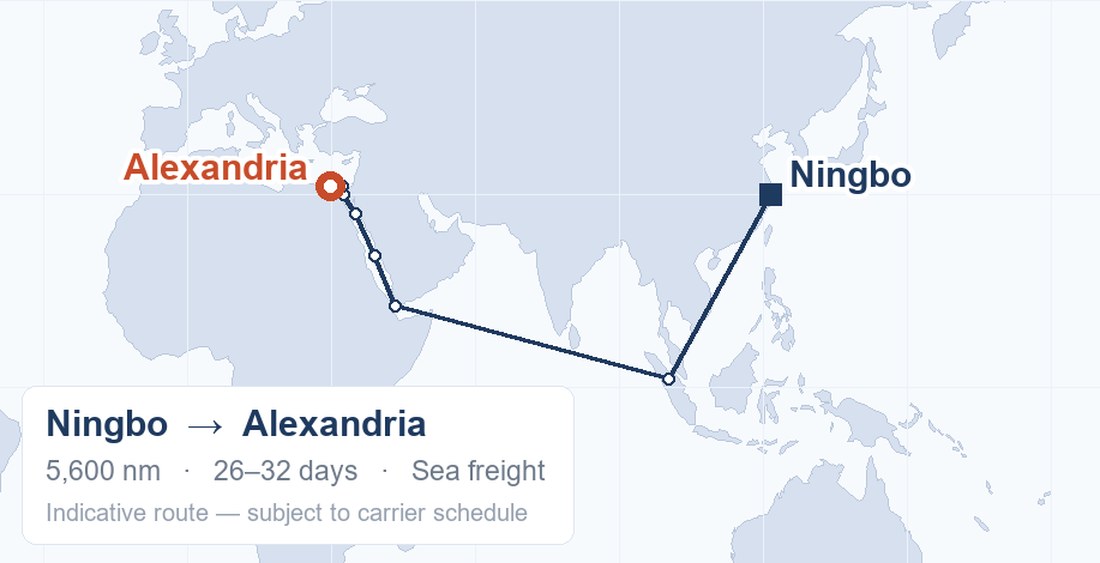 Alexandria
Ningbo
Ningbo → Alexandria
5,600 nm · 26–32 days · Sea freight
Indicative route — subject to carrier schedule